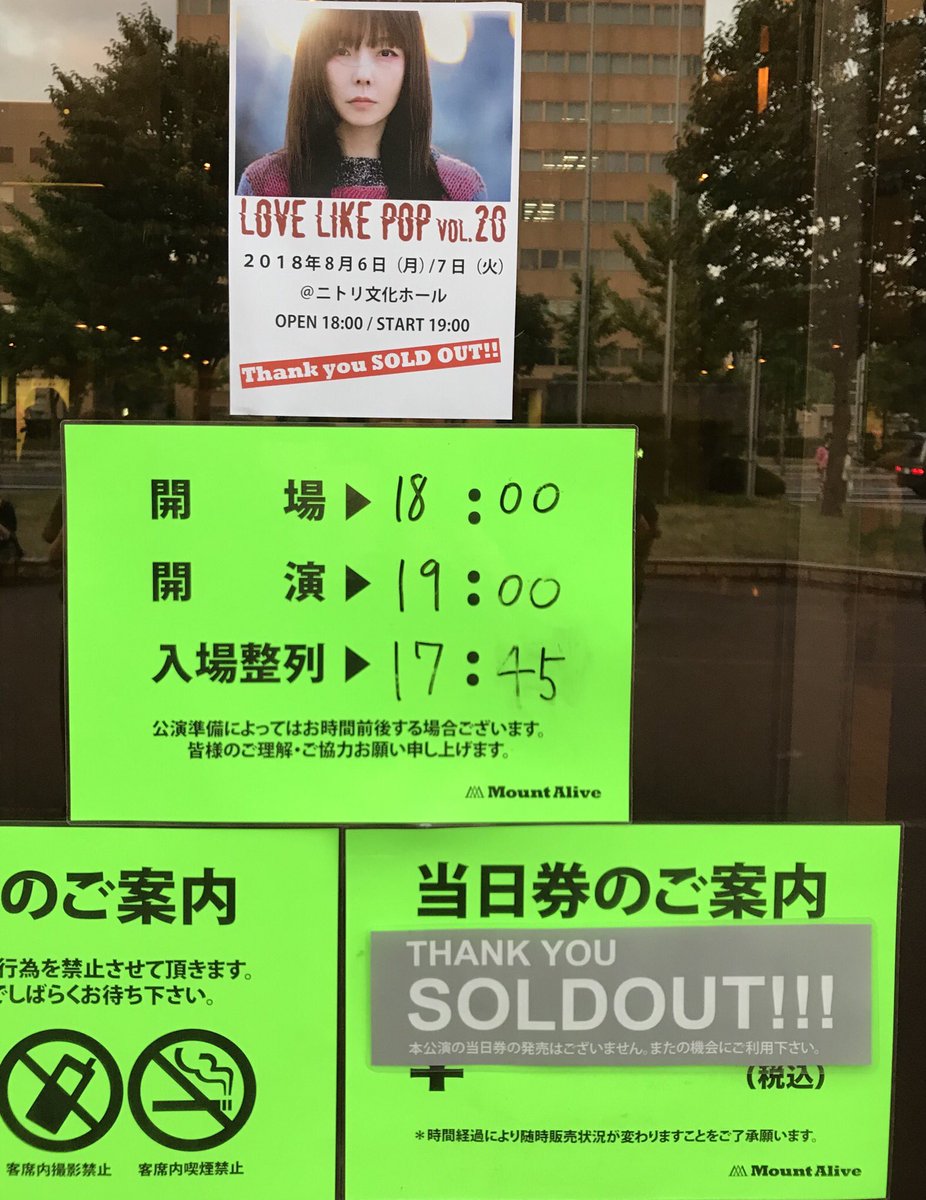 LOVE LIKE POP VOL.20
2018年8月6日（月）/7日（火）
@ニトリ文化ホール
OPEN 18:00 / START 19:00
Thank you SOLD OUT!!
開　場▶18:00
開　演▶19:00
入場整列▶17:45
公演準備によってはお時間前後する場合ございます。
皆様のご理解・ご協力お願い申し上げます。
Mount Alive
のご案内
行為を禁止させて頂きます。
でしばらくお待ち下さい。
客席内撮影禁止
客席内喫煙禁止
当日券のご案内
THANK YOU
SOLDOUT!!!
本公演の当日券の発売はございません。またの機会にご利用下さい。
（税込）
＊時間経過により随時販売状況が変わりますことをご了承願います。
Mount Alive